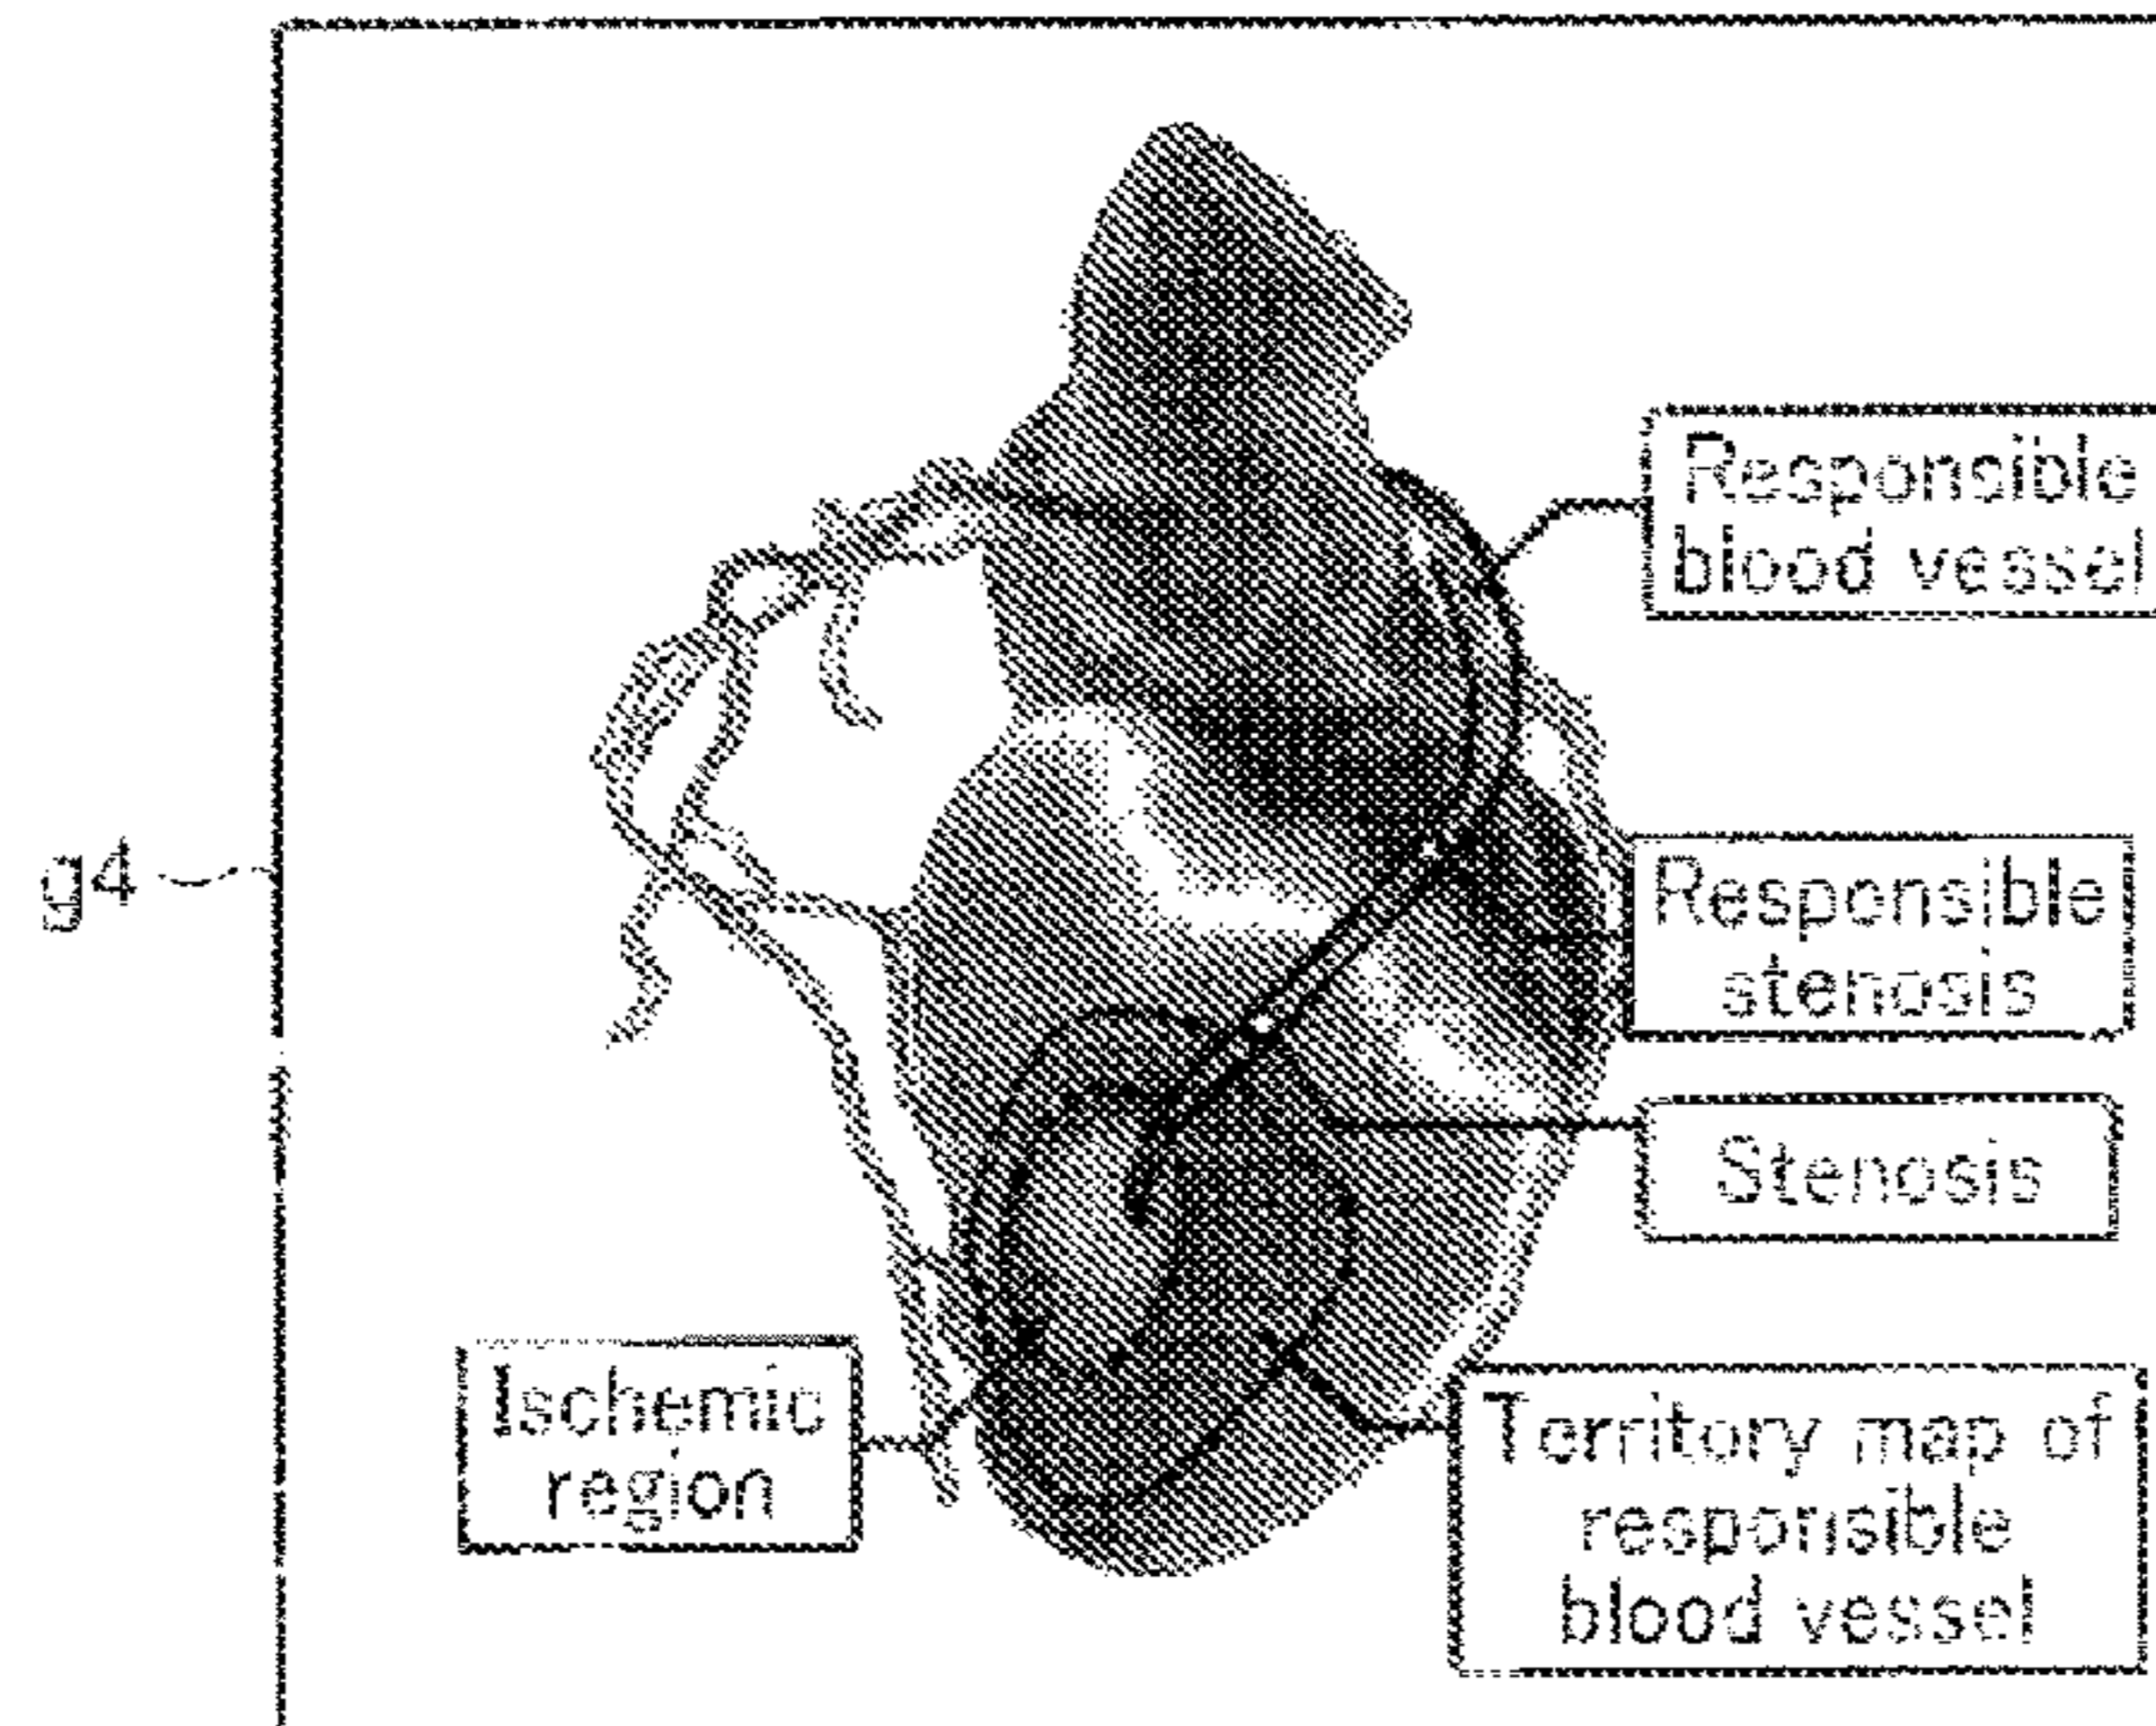 Responsible
blood vessel
g4
Responsible
stenosis
Stenosis
Ischemic
region
Territory map of
responsible
blood vessel